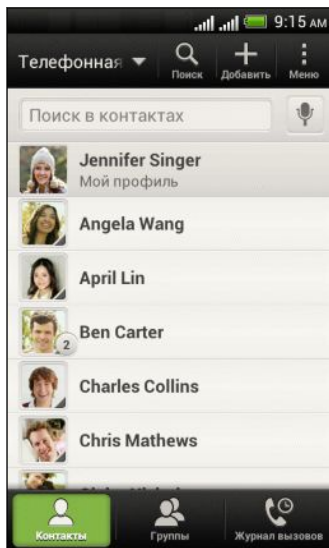 9:15 AM
Телефонная
Поиск
Добавить
Меню
Поиск в контактах
Jennifer Singer
Мой профиль
Angela Wang
April Lin
Ben Carter
2
Charles Collins
Chris Mathews
Контакты
Группы
Журнал вызовов